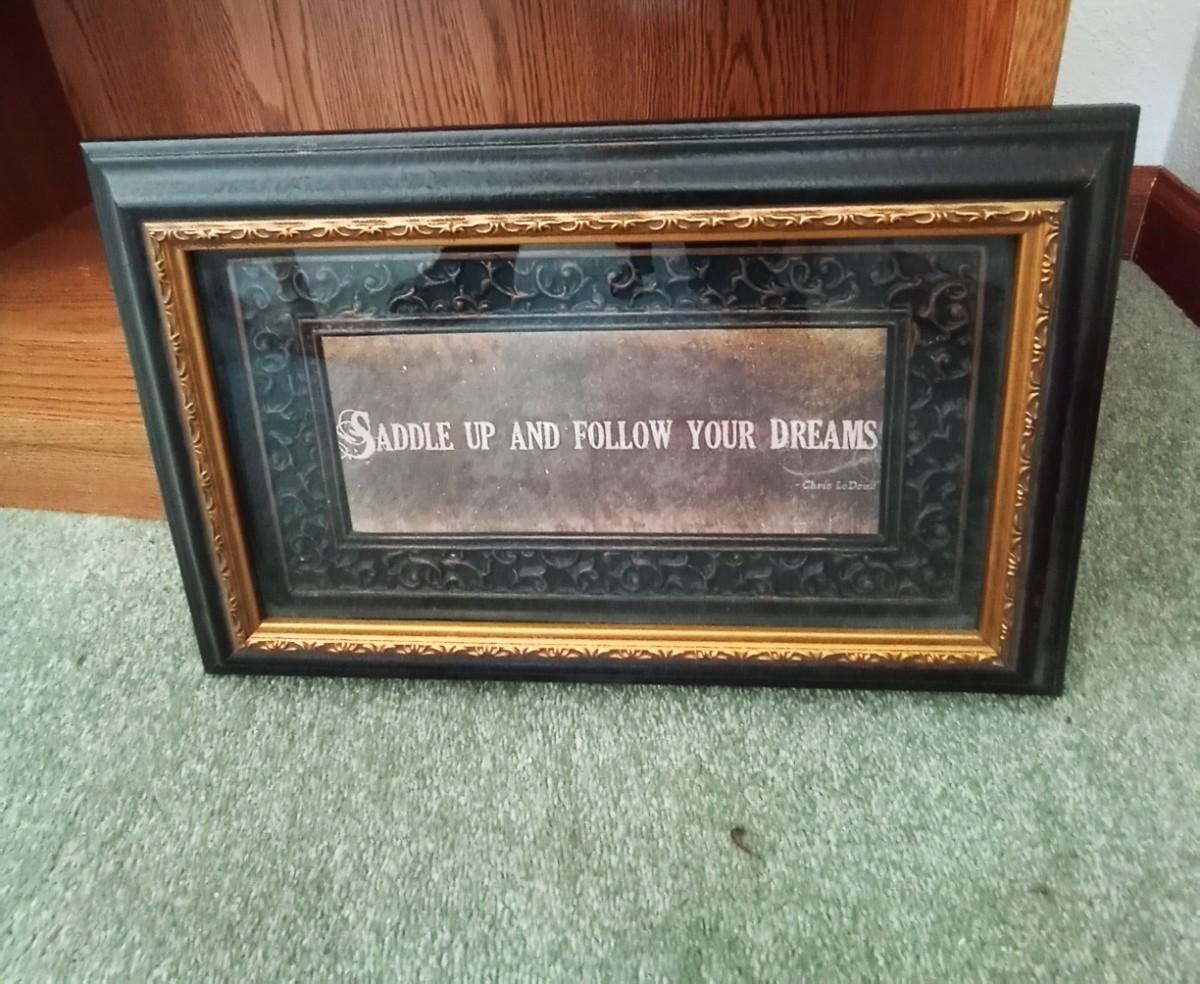 SADDLE UP AND FOLLOW YOUR DREAMS
- Chris LeDoux